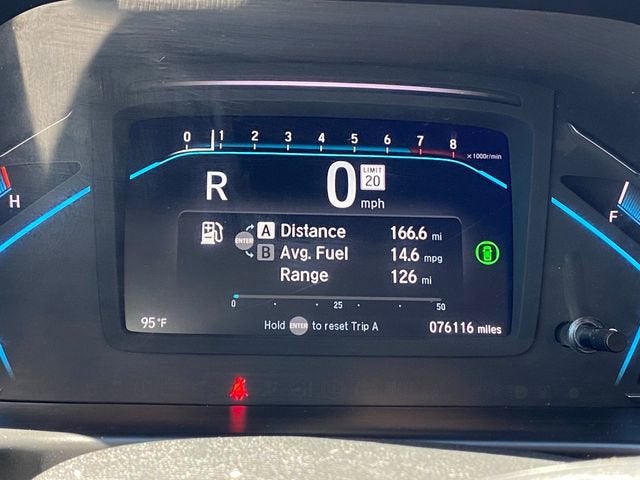 0 1 2 3 4 5 6 7 8
×1000r/min
R 0 mph
LIMIT
20
H
F
A Distance 166.6 mi
ENTER
B Avg. Fuel 14.6 mpg
Range 126 mi
0 25 50
95°F
Hold ENTER to reset Trip A
076116 miles